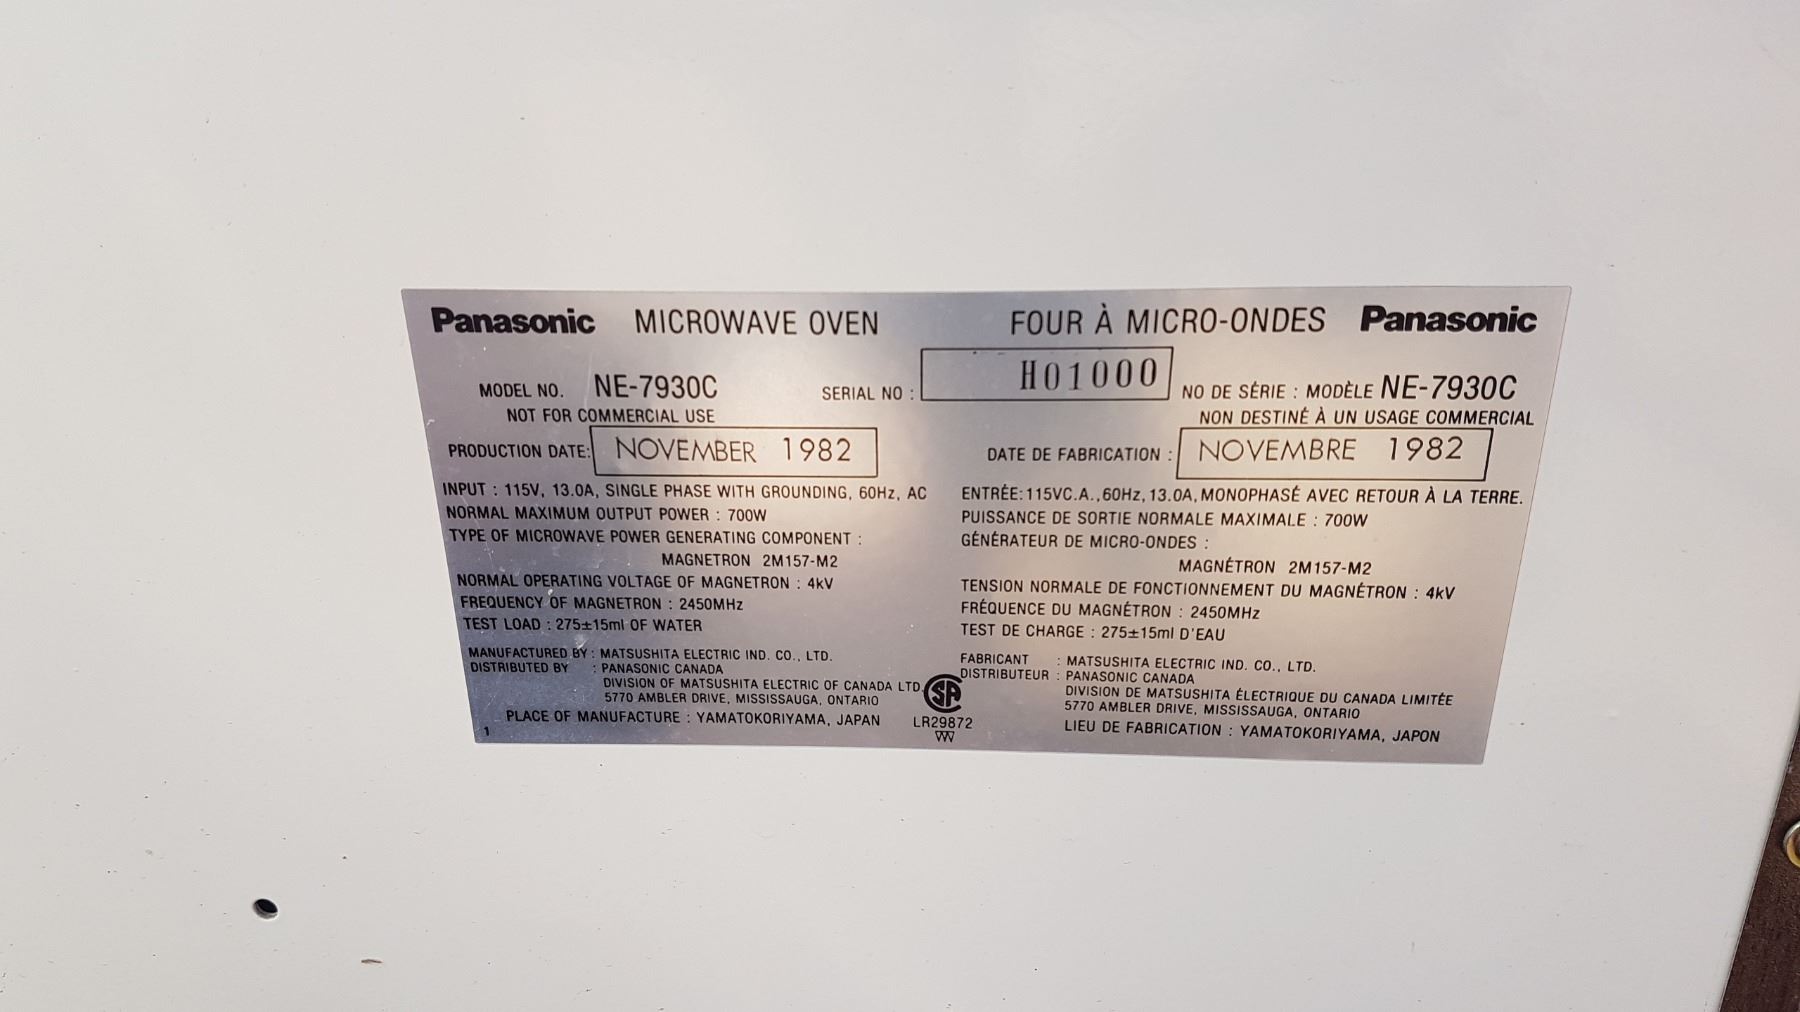 Panasonic MICROWAVE OVEN FOUR À MICRO-ONDES Panasonic
MODEL NO. NE-7930C SERIAL NO : H01000 NO DE SÉRIE : MODÈLE NE-7930C
NOT FOR COMMERCIAL USE
NON DESTINÉ À UN USAGE COMMERCIAL
PRODUCTION DATE: NOVEMBER 1982
INPUT : 115V, 13.0A, SINGLE PHASE WITH GROUNDING, 60Hz, AC
NORMAL MAXIMUM OUTPUT POWER : 700W
TYPE OF MICROWAVE POWER GENERATING COMPONENT :
MAGNETRON 2M157-M2
NORMAL OPERATING VOLTAGE OF MAGNETRON : 4kV
FREQUENCY OF MAGNETRON : 2450MHz
TEST LOAD : 275±15ml OF WATER
MANUFACTURED BY : MATSUSHITA ELECTRIC IND. CO., LTD.
DISTRIBUTED BY : PANASONIC CANADA
DIVISION OF MATSUSHITA ELECTRIC OF CANADA LTD.
5770 AMBLER DRIVE, MISSISSAUGA, ONTARIO
PLACE OF MANUFACTURE : YAMATOKORIYAMA, JAPAN
1
SA
LR29872
DATE DE FABRICATION : NOVEMBRE 1982
ENTRÉE: 115VC.A., 60Hz, 13.0A, MONOPHASÉ AVEC RETOUR À LA TERRE.
PUISSANCE DE SORTIE NORMALE MAXIMALE : 700W
GÉNÉRATEUR DE MICRO-ONDES :
MAGNÉTRON 2M157-M2
TENSION NORMALE DE FONCTIONNEMENT DU MAGNÉTRON : 4kV
FRÉQUENCE DU MAGNÉTRON : 2450MHz
TEST DE CHARGE : 275±15ml D'EAU
FABRICANT : MATSUSHITA ELECTRIC IND. CO., LTD.
DISTRIBUTEUR : PANASONIC CANADA
DIVISION DE MATSUSHITA ÉLECTRIQUE DU CANADA LIMITÉE
5770 AMBLER DRIVE, MISSISSAUGA, ONTARIO
LIEU DE FABRICATION : YAMATOKORIYAMA, JAPON